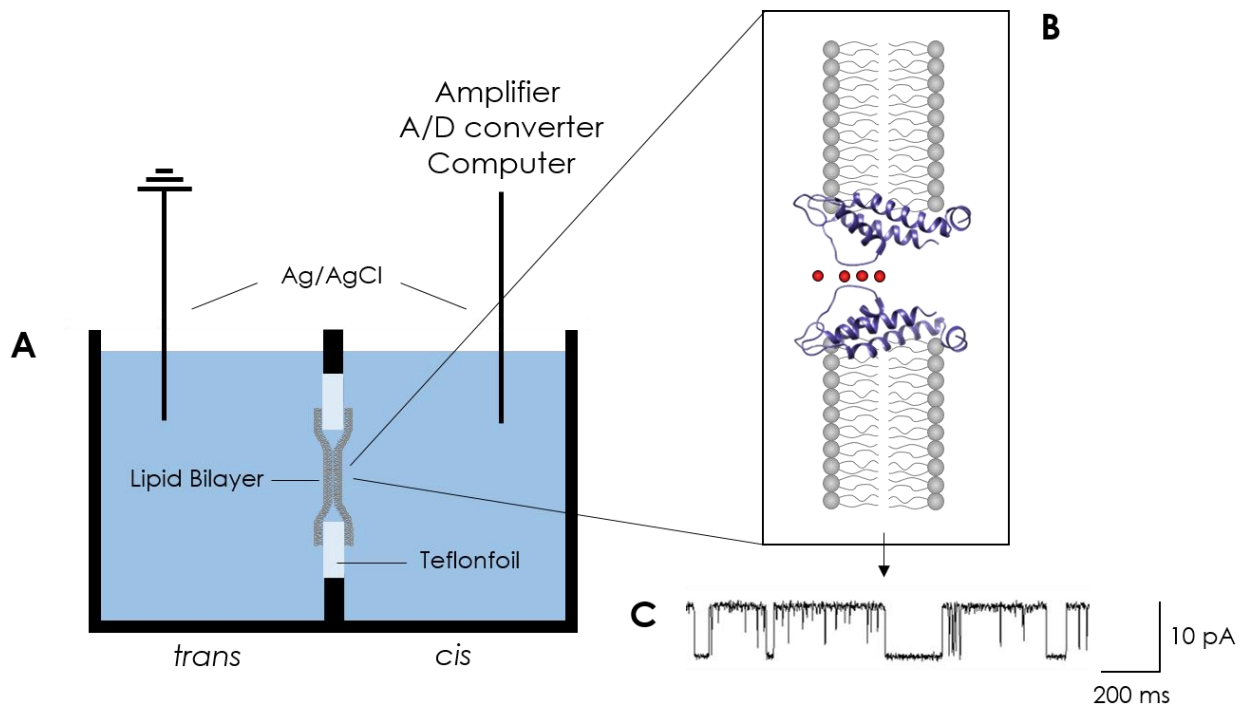 B
Amplifier
A/D converter
Computer
Ag/AgCl
A
Lipid Bilayer
Teflonfoil
trans
cis
C
10 pA
200 ms